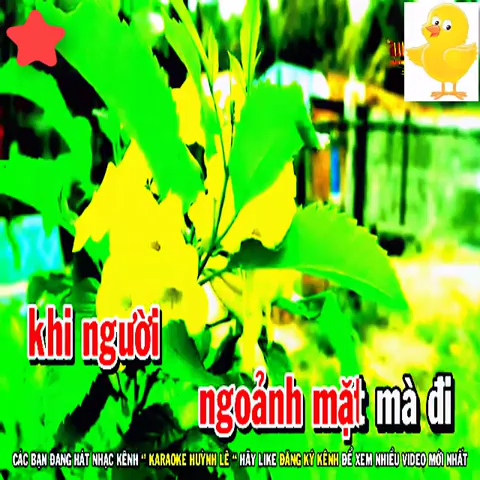 khi người
ngoảnh mặt mà đi
CÁC BẠN ĐANG HÁT NHẠC KÊNH " KARAOKE HUỲNH LÊ " HÃY LIKE ĐĂNG KÝ KÊNH ĐỂ XEM NHIỀU VIDEO MỚI NHẤT